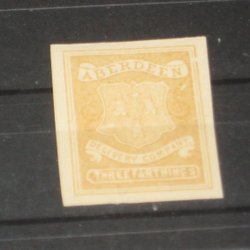 ABERDEEN
DELIVERY COMPANY
THREE FARTHINGS